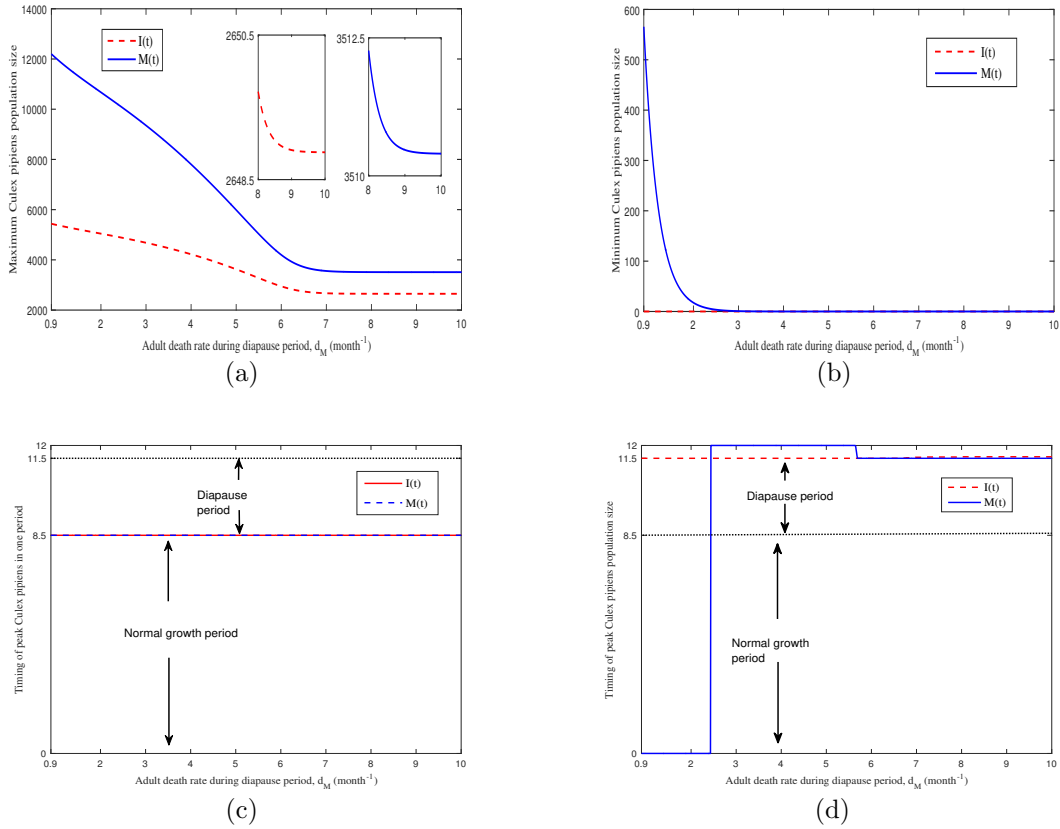 14000
12000
10000
8000
6000
4000
2000
Maximum Culex pipiens population size
I(t)
M(t)
2650.5
2648.5
8 9 10
3512.5
3510
8 9 10
0.9 2 3 4 5 6 7 8 9 10
Adult death rate during diapause period, d_M (month^-1)
(a)
600
500
400
300
200
100
0
Minimum Culex pipiens population size
I(t)
M(t)
0.9 2 3 4 5 6 7 8 9 10
Adult death rate during diapause period, d_M (month^-1)
(b)
12
11.5
8.5
0
Timing of peak Culex pipiens in one period
I(t)
M(t)
Diapause
period
Normal growth period
0.9 2 3 4 5 6 7 8 9 10
Adult death rate during diapause period, d_M (month^-1)
(c)
12
11.5
8.5
0
Timing of peak Culex pipiens population size
I(t)
M(t)
Diapause period
Normal growth
period
0.9 2 3 4 5 6 7 8 9 10
Adult death rate during diapause period, d_M (month^-1)
(d)